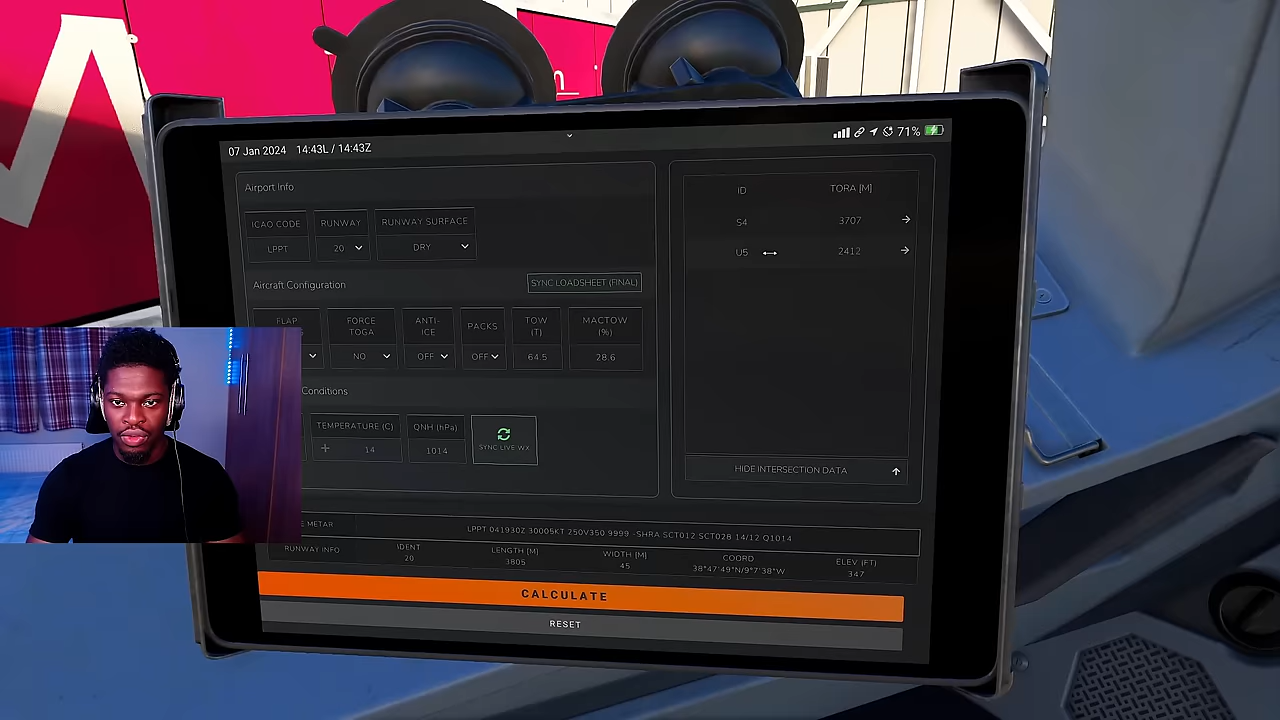 07 Jan 2024 14:43L / 14:43Z
71%
Airport Info
ICAO CODE RUNWAY RUNWAY SURFACE
LPPT 20 DRY
Aircraft Configuration
SYNC LOADSHEET (FINAL)
FLAP FORCE TOGA ANTI-ICE PACKS TOW (T) MACTOW (%)
NO OFF OFF 64.5 28.6
Conditions
TEMPERATURE (C) QNH (hPa)
+ 14 1014
SYNC LIVE WX
ID TORA [M]
S4 3707
U5 2412
HIDE INTERSECTION DATA
METAR
LPPT 041930Z 30005KT 250V350 9999 -SHRA SCT012 SCT028 14/12 Q1014
RUNWAY INFO IDENT LENGTH [M] WIDTH [M] COORD ELEV (FT)
20 3805 45 38°47'49"N/9°7'38"W 347
CALCULATE
RESET
n